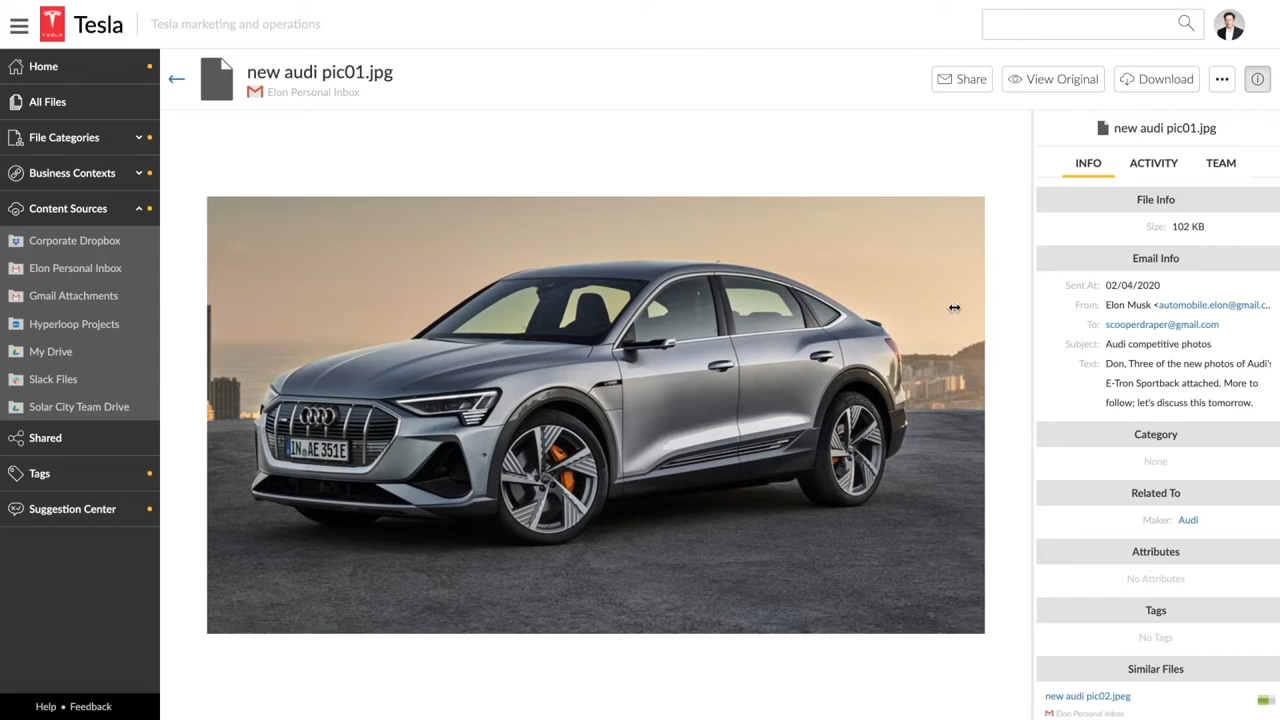 Tesla
Tesla marketing and operations
Home
All Files
File Categories
Business Contexts
Content Sources
Corporate Dropbox
Elon Personal Inbox
Gmail Attachments
Hyperloop Projects
My Drive
Slack Files
Solar City Team Drive
Shared
Tags
Suggestion Center
Help • Feedback
new audi pic01.jpg
Elon Personal Inbox
Share
View Original
Download
IN AE 351E
new audi pic01.jpg
INFO ACTIVITY TEAM
File Info
Size: 102 KB
Email Info
Sent At: 02/04/2020
From: Elon Musk <automobile.elon@gmail.c...
To: scooperdraper@gmail.com
Subject: Audi competitive photos
Text: Don, Three of the new photos of Audi's
E-Tron Sportback attached. More to
follow; let's discuss this tomorrow.
Category
None
Related To
Maker: Audi
Attributes
No Attributes
Tags
No Tags
Similar Files
new audi pic02.jpeg
Elon Personal Inbox